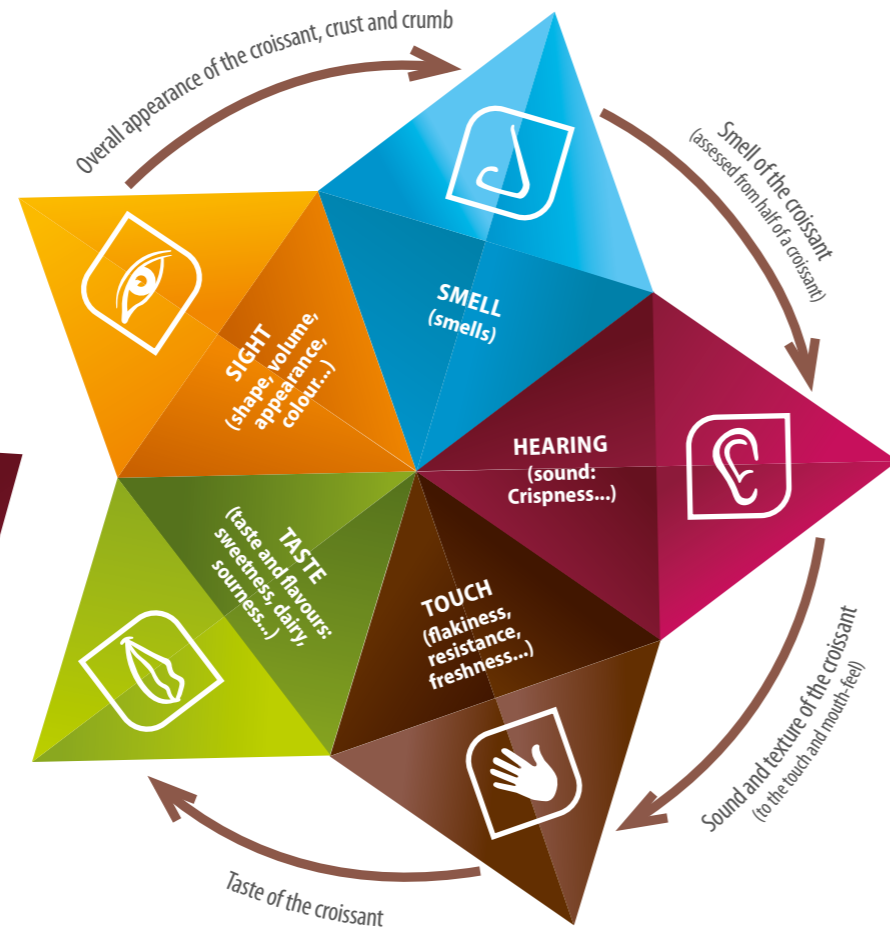 Overall appearance of the croissant, crust and crumb
Smell of the croissant
(assessed from half of a croissant)
SMELL
(smells)
SIGHT
(shape, volume,
appearance,
colour...)
HEARING
(sound:
Crispness...)
TASTE
(taste and flavours:
sweetness, dairy,
sourness...)
TOUCH
(flakiness,
resistance,
freshness...)
Sound and texture of the croissant
(to the touch and mouth-feel)
Taste of the croissant